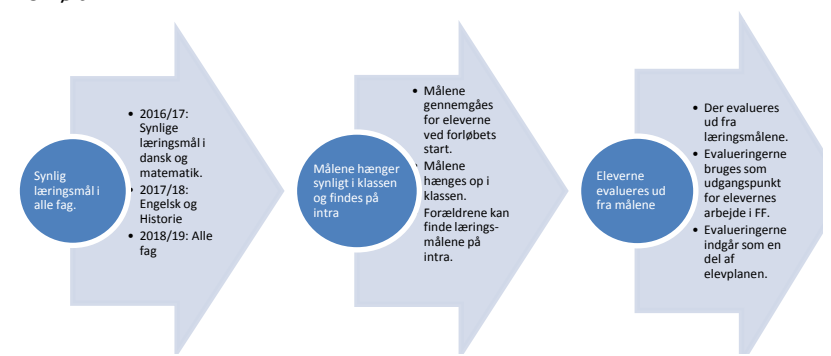 Synlig
læringsmål i
alle fag.
• 2016/17:
Synlige
læringsmål i
dansk og
matematik.
• 2017/18:
Engelsk og
Historie
• 2018/19: Alle
fag
Målene hænger
synligt i klassen
og findes på
intra
• Målene
gennemgås
for eleverne
ved forløbets
start.
• Målene
hænges op i
klassen.
Forældrene kan
finde lærings-
målene på
intra.
Eleverne
evalueres ud
fra målene
• Der evalueres
ud fra
læringsmålene.
• Evalueringerne
bruges som
udgangspunkt
for elevernes
arbejde i FF.
• Evalueringerne
indgår som en
del af
elevplanen.